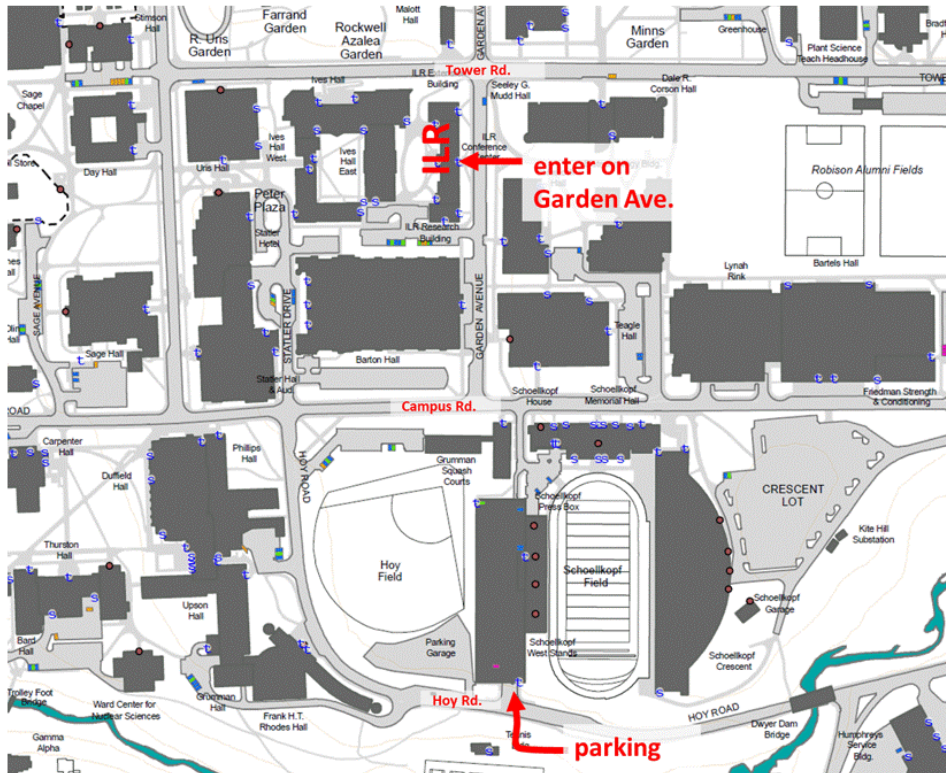 Stimson
Hall
R. Uris
Garden
Farrand
Garden
Rockwell
Azalea
Garden
Malott
Hall
GARDEN AV
Minns
Garden
Greenhouse
Plant Science
Teach Headhouse
Tower Rd.
TOWE
Sage
Chapel
Ives Hall
Building
Seeley G.
Mudd Hall
Dale R.
Corson Hall
Day Hall
Uris Hall
Ives
Hall
West
Ives
Hall
East
ILR
ILR
Conference
enter on
Garden Ave.
Robison Alumni Fields
Peter
Plaza
Statler
Hotel
ILR Research
Building
Bartels Hall
Lynah
Rink
SAGE AVENUE
STATLER DRIVE
GARDEN AVENUE
Teagle
Hall
Sage Hall
Barton Hall
Statler Hall
& Aud.
Schoellkopf
House
Schoellkopf
Memorial Hall
Friedman Strength
& Conditioning
ROAD
Campus Rd.
Carpenter
Hall
Phillips
Hall
Duffield
Hall
HOY ROAD
Grumman
Squash
Courts
Schoellkopf
Press Box
CRESCENT
LOT
Kite Hill
Substation
Thurston
Hall
Hoy
Field
Schoellkopf
Field
Schoellkopf
Garage
Bard
Hall
Upson
Hall
Parking
Garage
Schoellkopf
West Stands
Schoellkopf
Crescent
Trolley Foot
Bridge
Ward Center for
Nuclear Sciences
Grumman
Hall
Frank H.T.
Rhodes Hall
Hoy Rd.
HOY ROAD
Dwyer Dam
Bridge
Gamma
Alpha
parking
Humphreys
Service
Bldg.